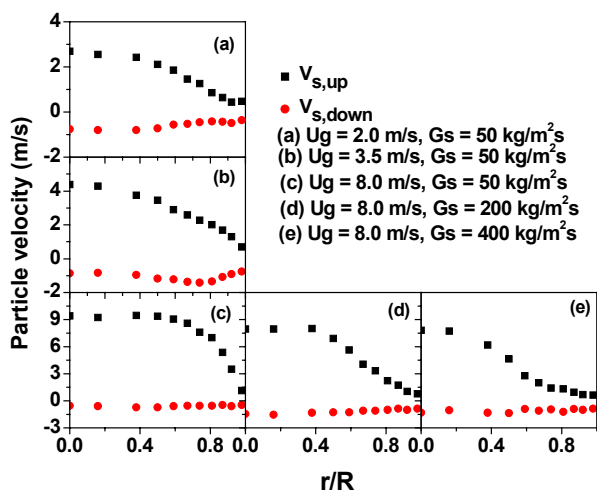 4
2
0
-2
(a)
V_s,up
V_s,down
(a) Ug = 2.0 m/s, Gs = 50 kg/m²s
(b) Ug = 3.5 m/s, Gs = 50 kg/m²s
(c) Ug = 8.0 m/s, Gs = 50 kg/m²s
(d) Ug = 8.0 m/s, Gs = 200 kg/m²s
(e) Ug = 8.0 m/s, Gs = 400 kg/m²s
Particle velocity (m/s)
4
2
0
-2
(b)
12
9
6
3
0
-3
(c)
(d)
(e)
0.0 0.4 0.8 0.0 0.4 0.8 0.0 0.4 0.8
r/R